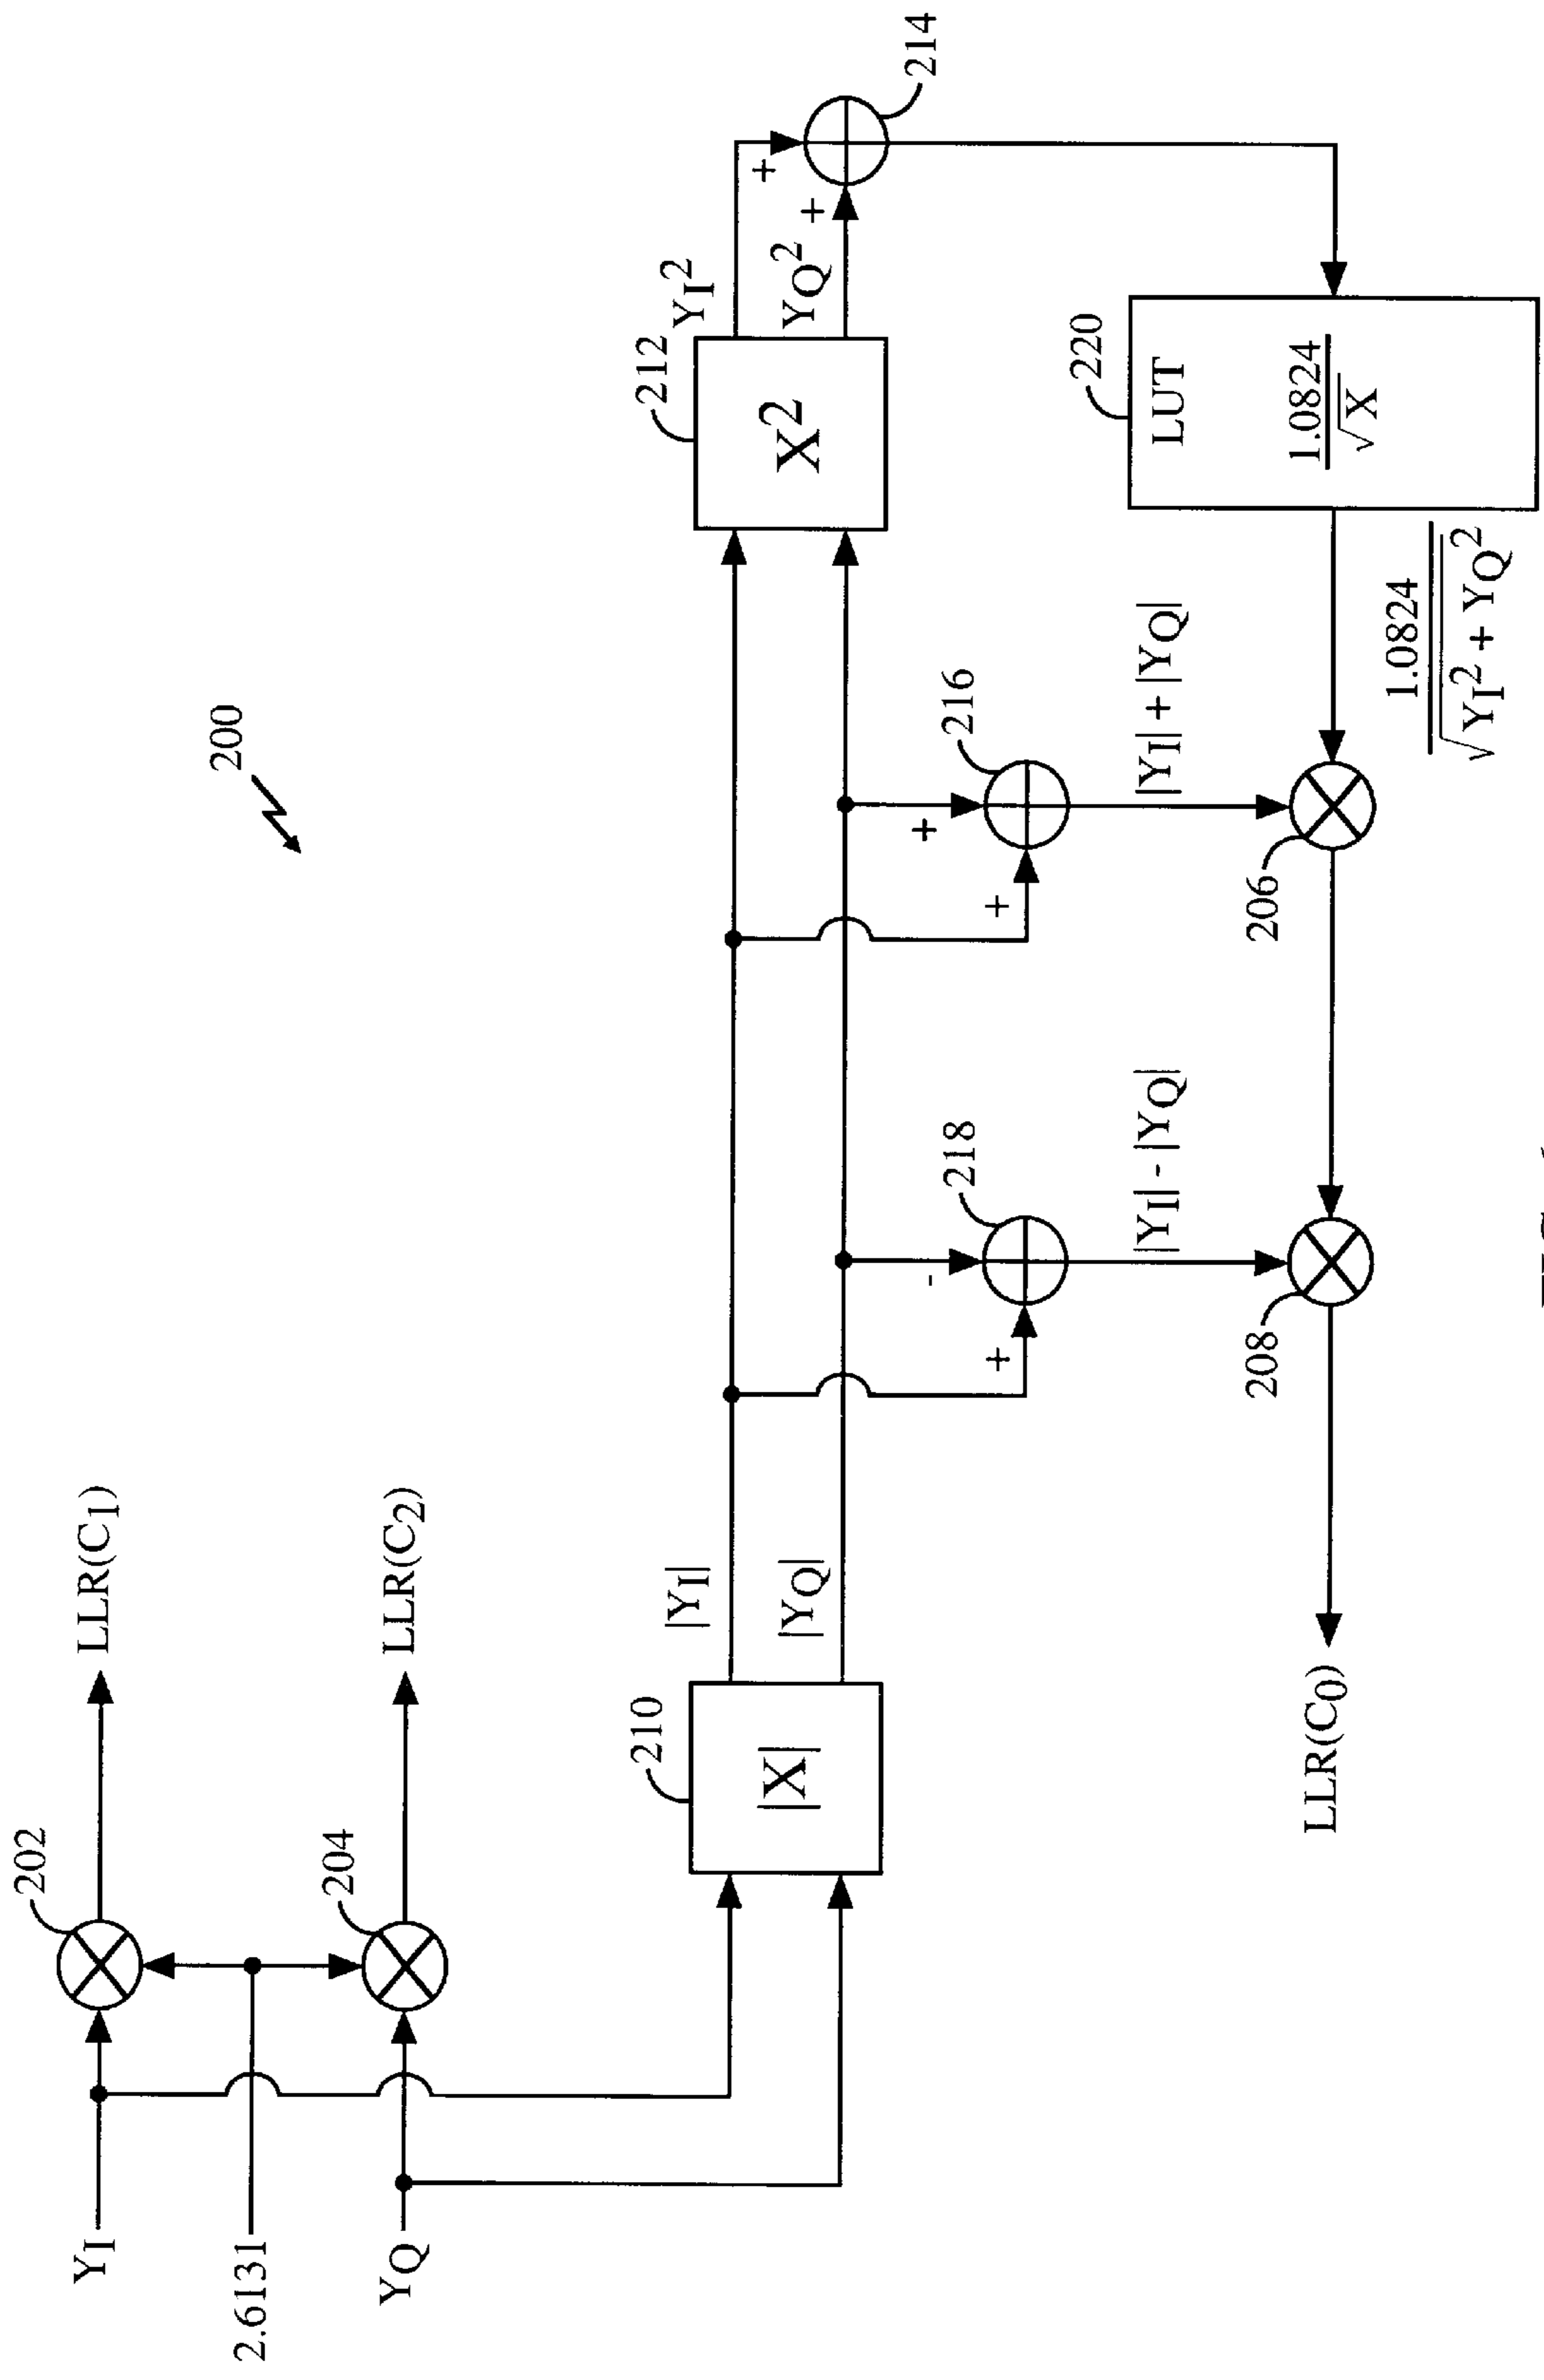 200
Y_I
2.6131
Y_Q
202
LLR(C_1)
204
LLR(C_2)
210
|X|
|Y_I|
|Y_Q|
212
X^2
Y_I^2
Y_Q^2
+
+
214
218
+
-
|Y_I| - |Y_Q|
216
+
+
|Y_I| + |Y_Q|
220
LUT
1.0824
√X
1.0824
√Y_I^2 + Y_Q^2
206
208
LLR(C_0)